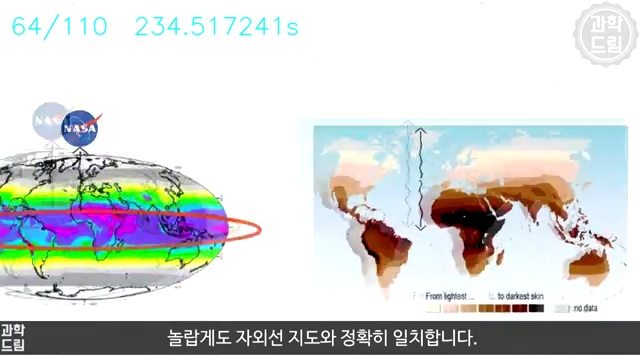 64/110 234.517241s
과학
드림
NASA
NASA
From lightest to darkest skin
no data
과학
드림
놀랍게도 자외선 지도와 정확히 일치합니다.